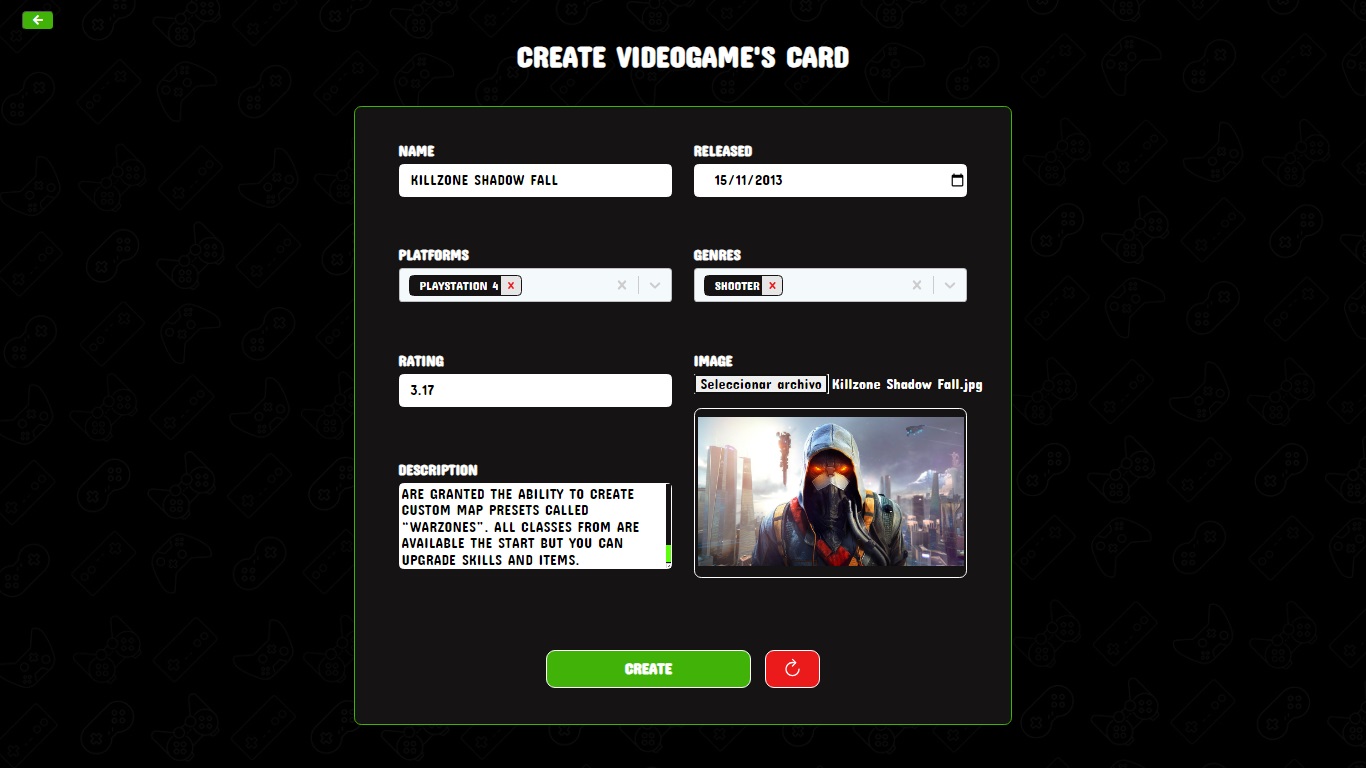 CREATE VIDEOGAME'S CARD
NAME
KILLZONE SHADOW FALL
RELEASED
15/11/2013
PLATFORMS
PLAYSTATION 4 x
GENRES
SHOOTER x
RATING
3.17
IMAGE
Seleccionar archivo Killzone Shadow Fall.jpg
DESCRIPTION
ARE GRANTED THE ABILITY TO CREATE
CUSTOM MAP PRESETS CALLED
“WARZONES”. ALL CLASSES FROM ARE
AVAILABLE THE START BUT YOU CAN
UPGRADE SKILLS AND ITEMS.
CREATE